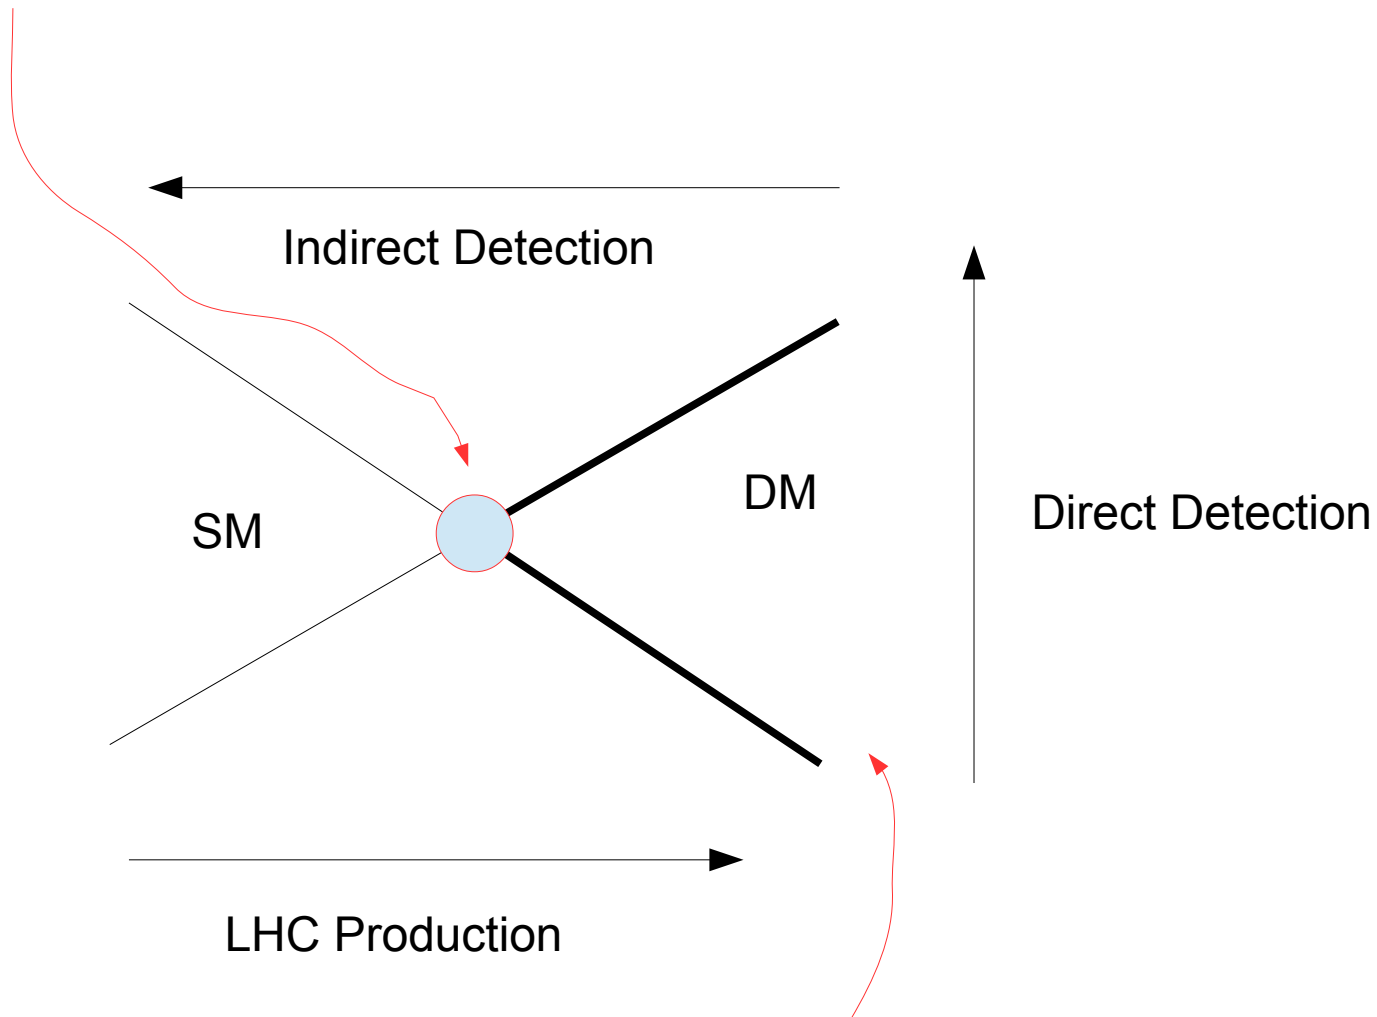 Indirect Detection
DM
SM
Direct Detection
LHC Production